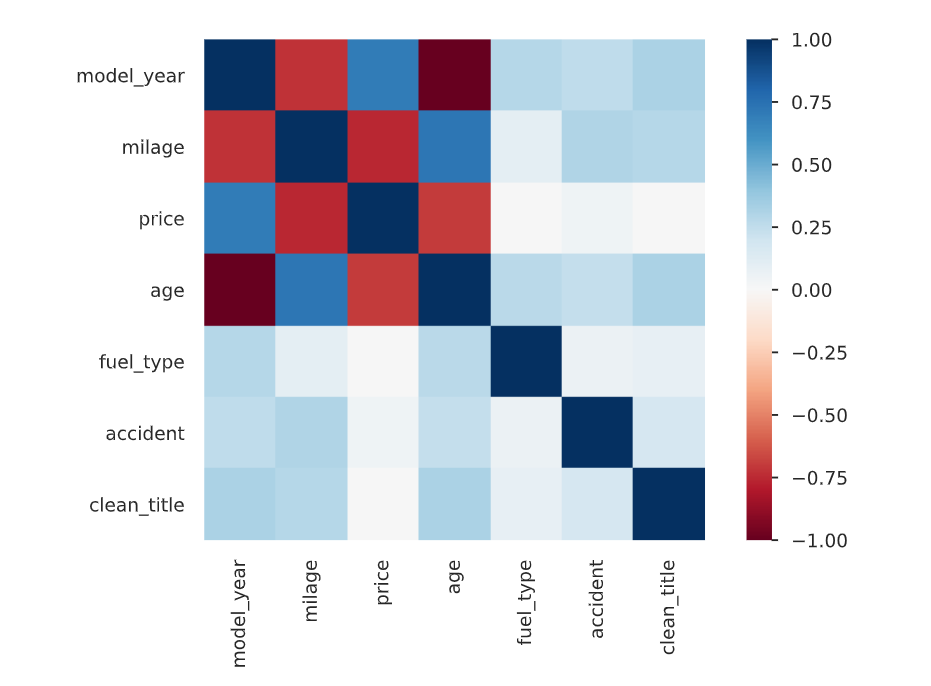 model_year
milage
price
age
fuel_type
accident
clean_title
model_year
milage
price
age
fuel_type
accident
clean_title
1.00
0.75
0.50
0.25
0.00
−0.25
−0.50
−0.75
−1.00